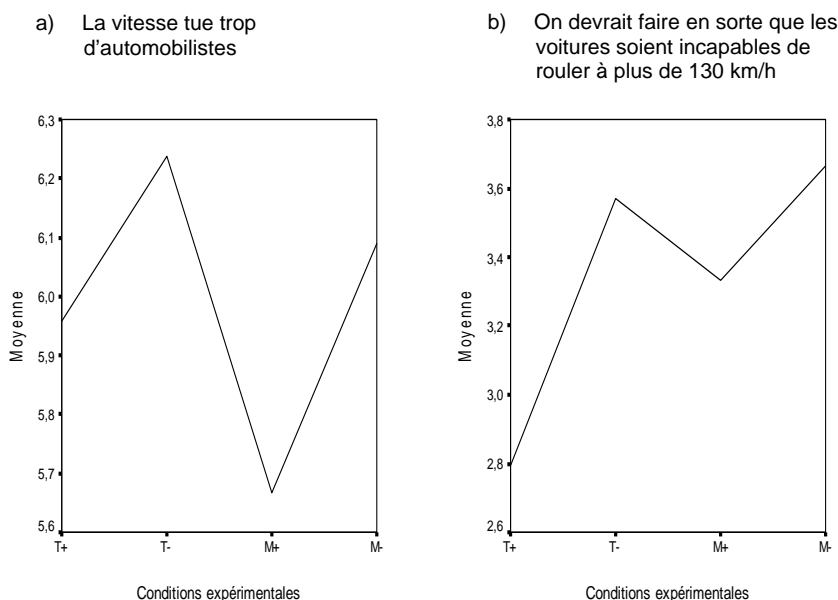 a) La vitesse tue trop
d'automobilistes
6,3
6,2
6,1
6,0
5,9
5,8
5,7
5,6
Moyenne
T+ T- M+ M-
Conditions expérimentales
b) On devrait faire en sorte que les
voitures soient incapables de
rouler à plus de 130 km/h
3,8
3,6
3,4
3,2
3,0
2,8
2,6
Moyenne
T+ T- M+ M-
Conditions expérimentales